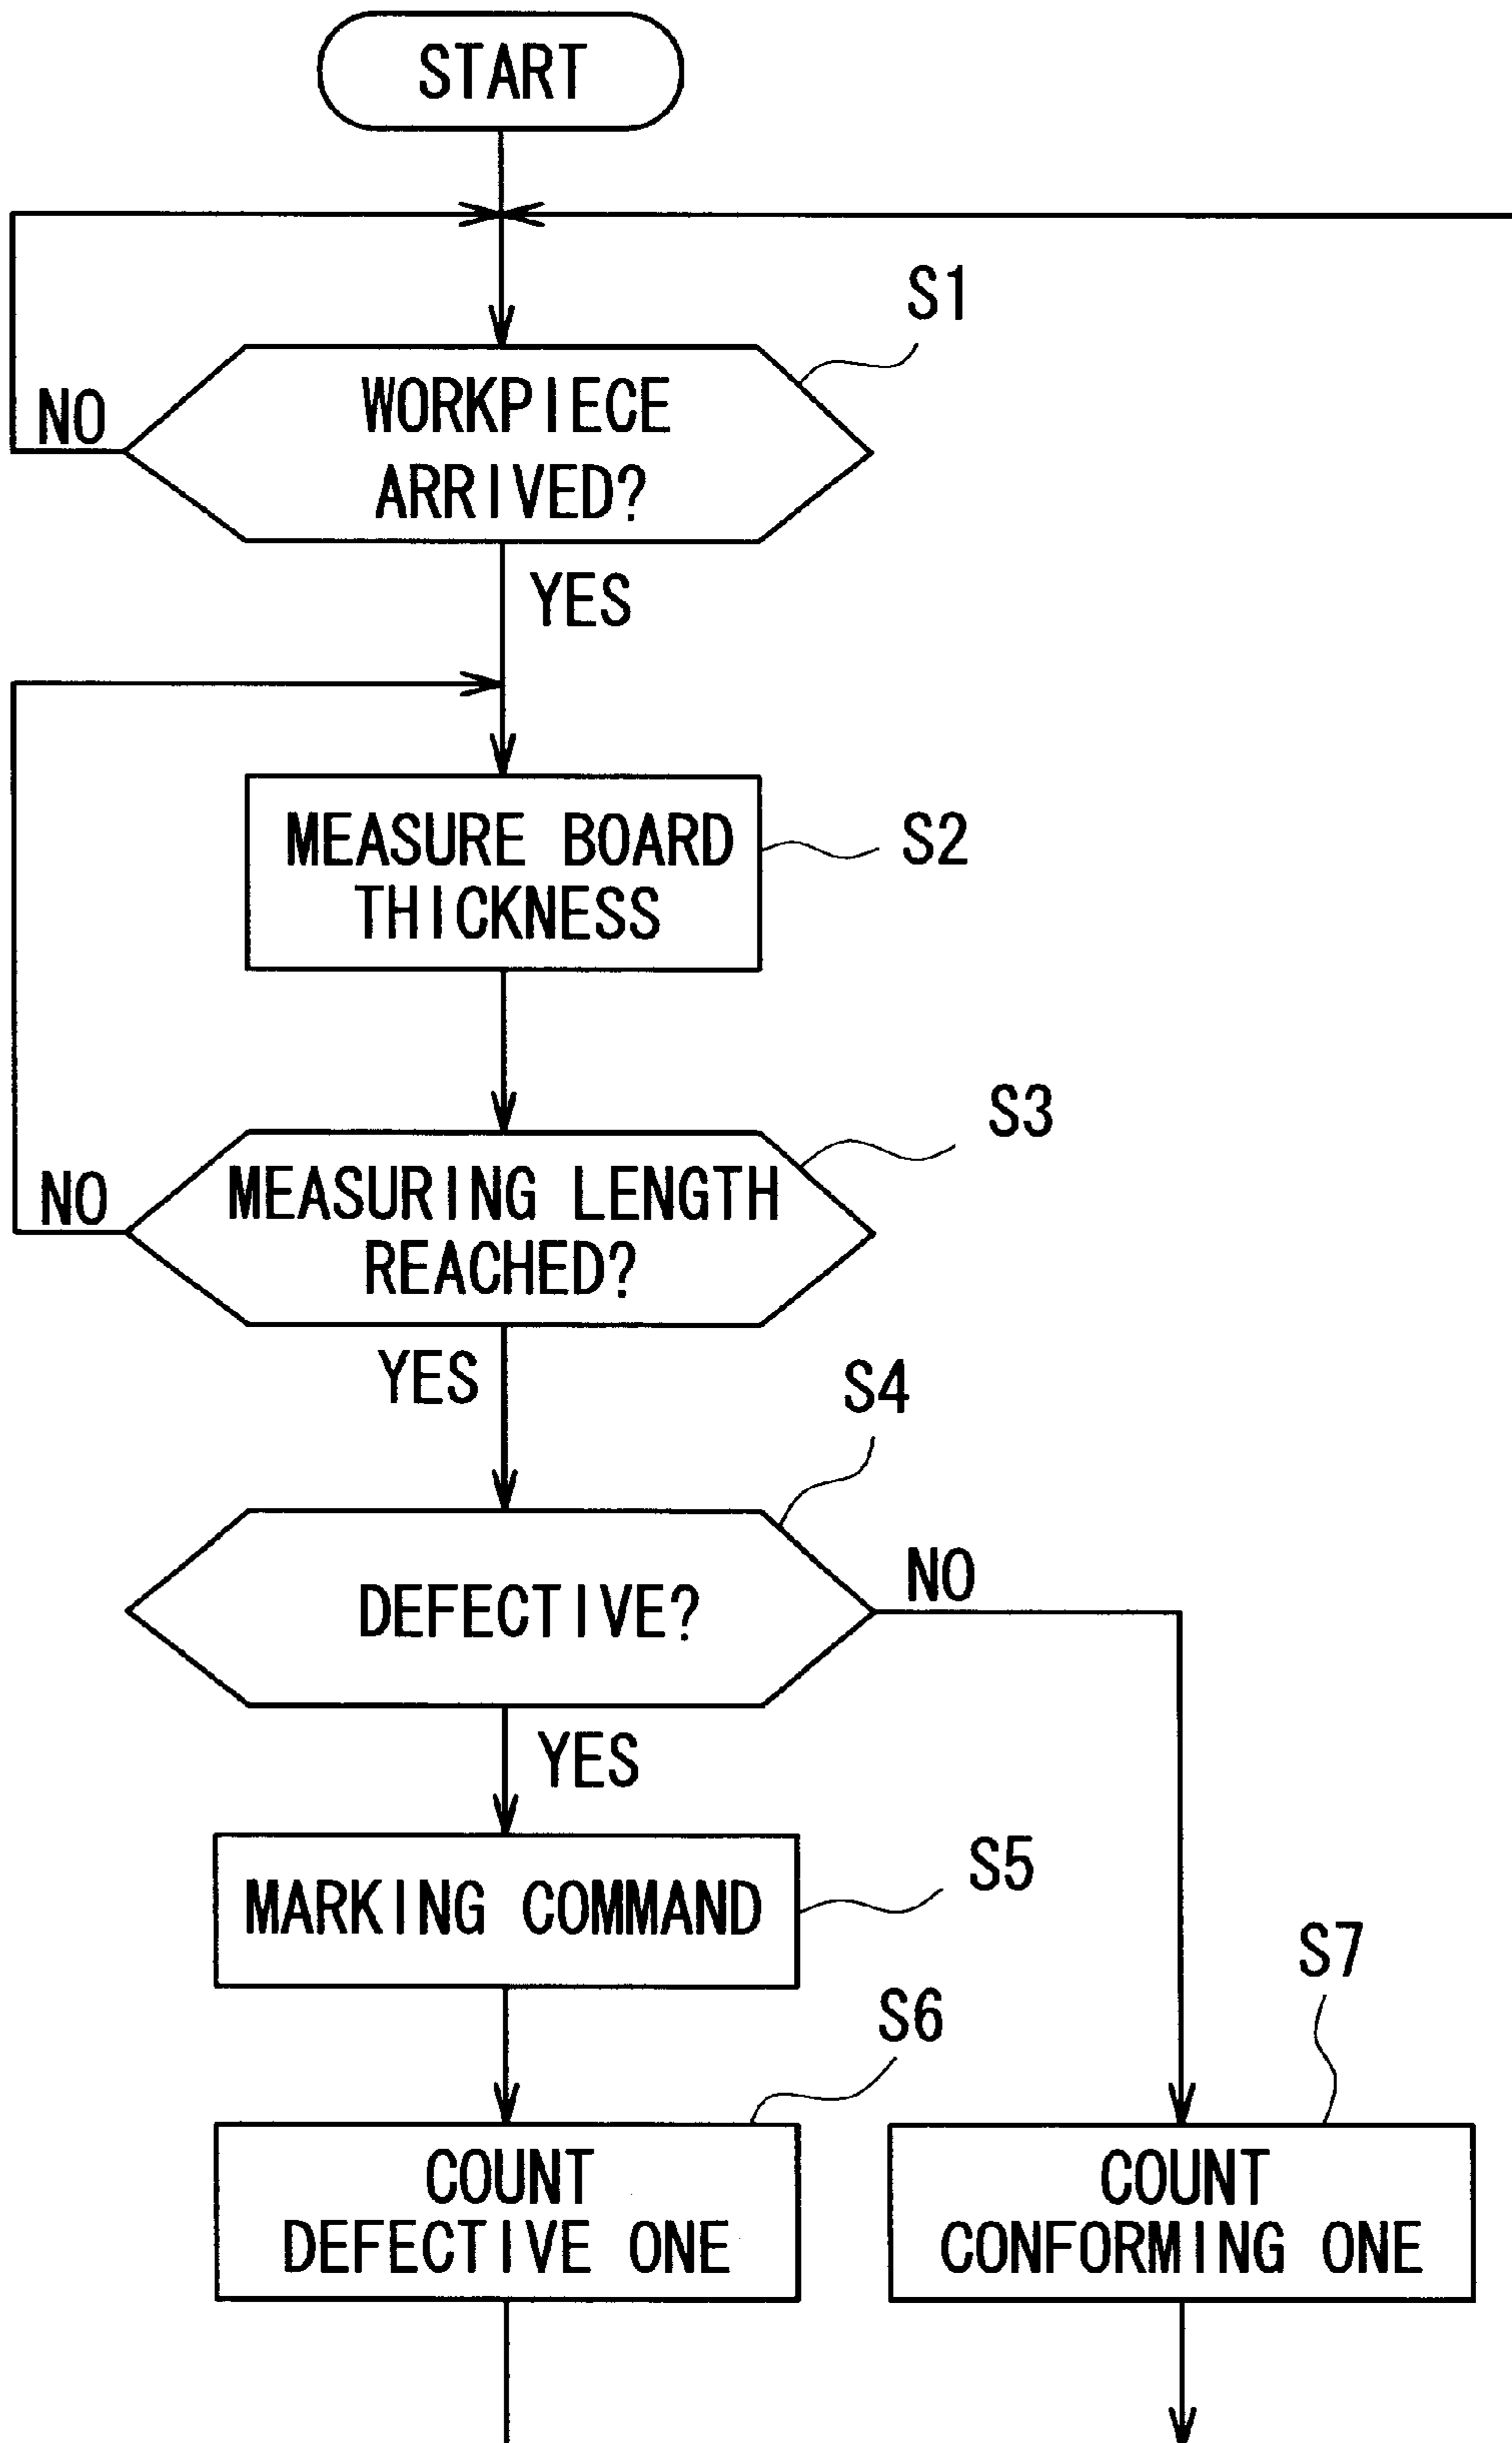 START
S1
WORKPIECE
ARRIVED?
NO
YES
MEASURE BOARD
THICKNESS
S2
S3
MEASURING LENGTH
REACHED?
NO
YES
S4
DEFECTIVE?
NO
YES
MARKING COMMAND
S5
S6
S7
COUNT
DEFECTIVE ONE
COUNT
CONFORMING ONE